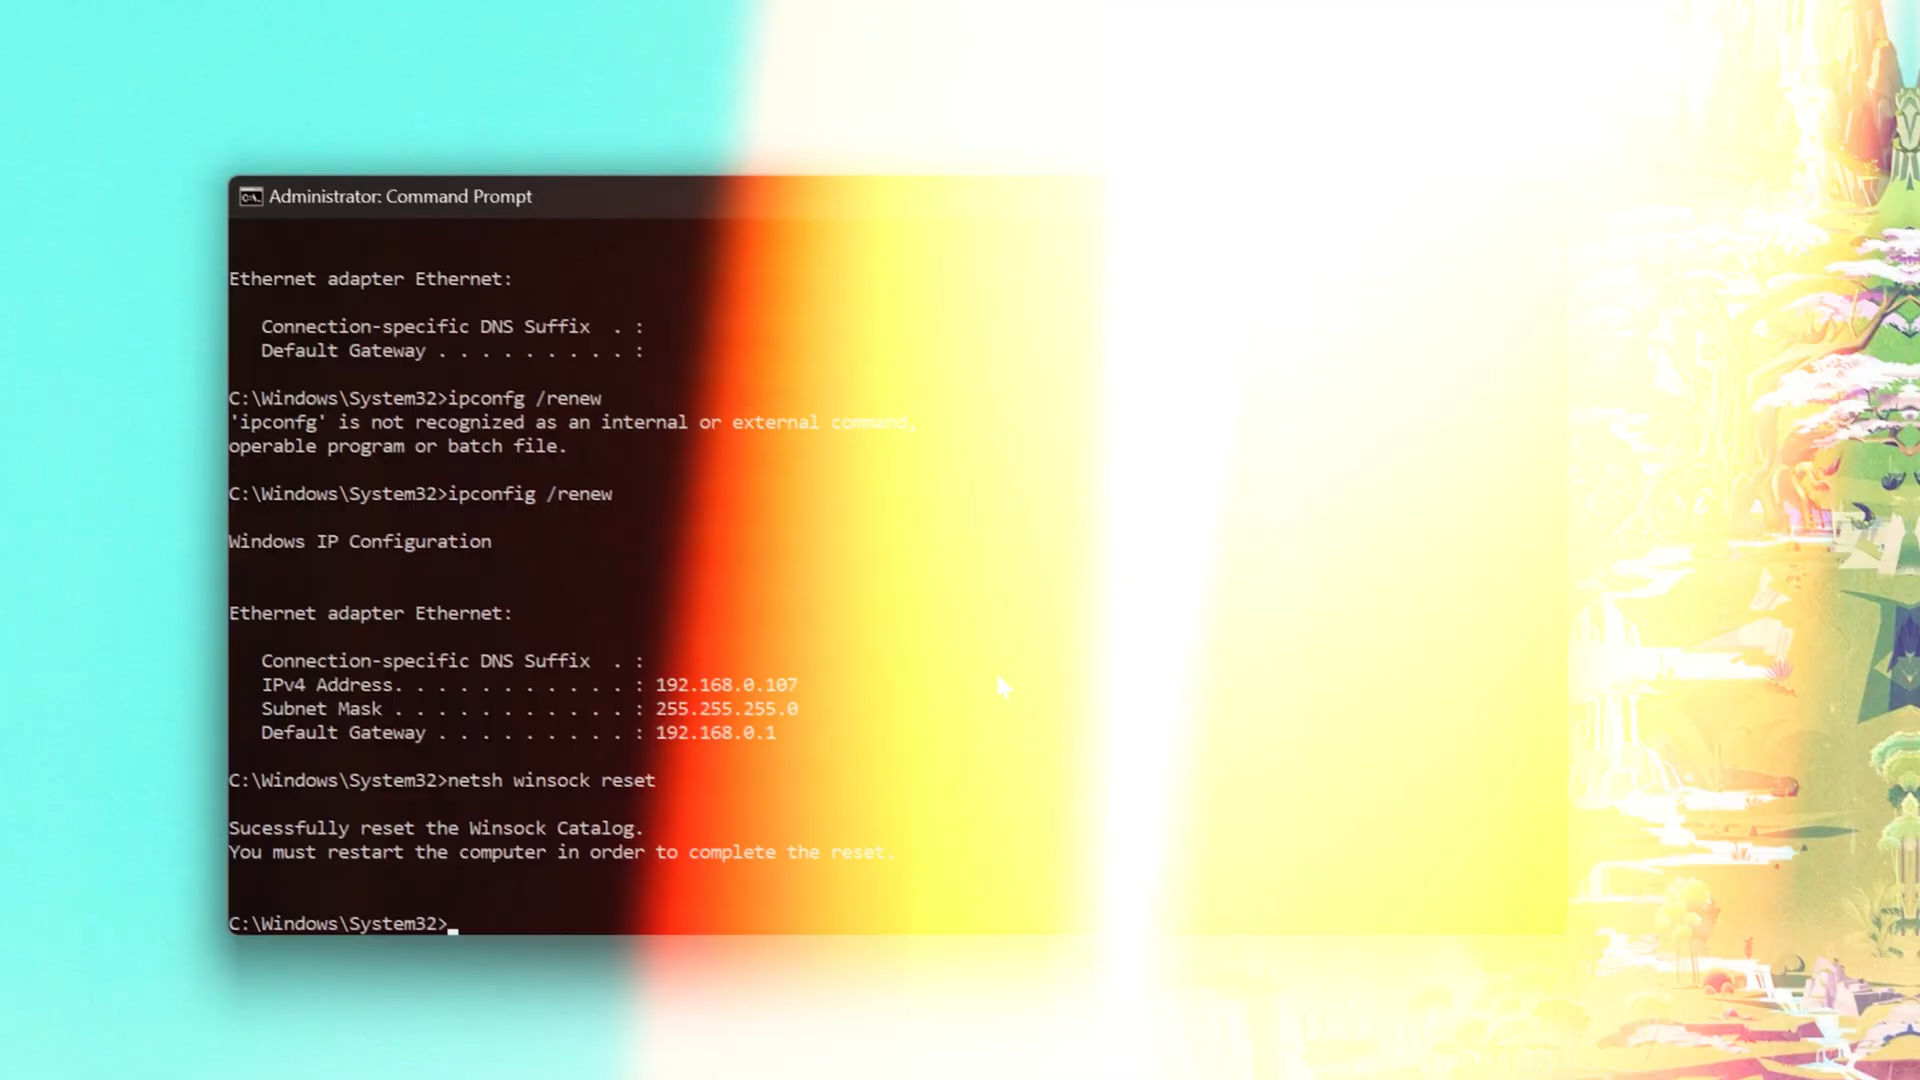 Administrator: Command Prompt
Ethernet adapter Ethernet:
Connection-specific DNS Suffix . :
Default Gateway . . . . . . . . . :
C:\Windows\System32>ipconfg /renew
'ipconfg' is not recognized as an internal or external command,
operable program or batch file.
C:\Windows\System32>ipconfig /renew
Windows IP Configuration
Ethernet adapter Ethernet:
Connection-specific DNS Suffix . :
IPv4 Address. . . . . . . . . . . : 192.168.0.107
Subnet Mask . . . . . . . . . . . : 255.255.255.0
Default Gateway . . . . . . . . . : 192.168.0.1
C:\Windows\System32>netsh winsock reset
Sucessfully reset the Winsock Catalog.
You must restart the computer in order to complete the reset.
C:\Windows\System32>